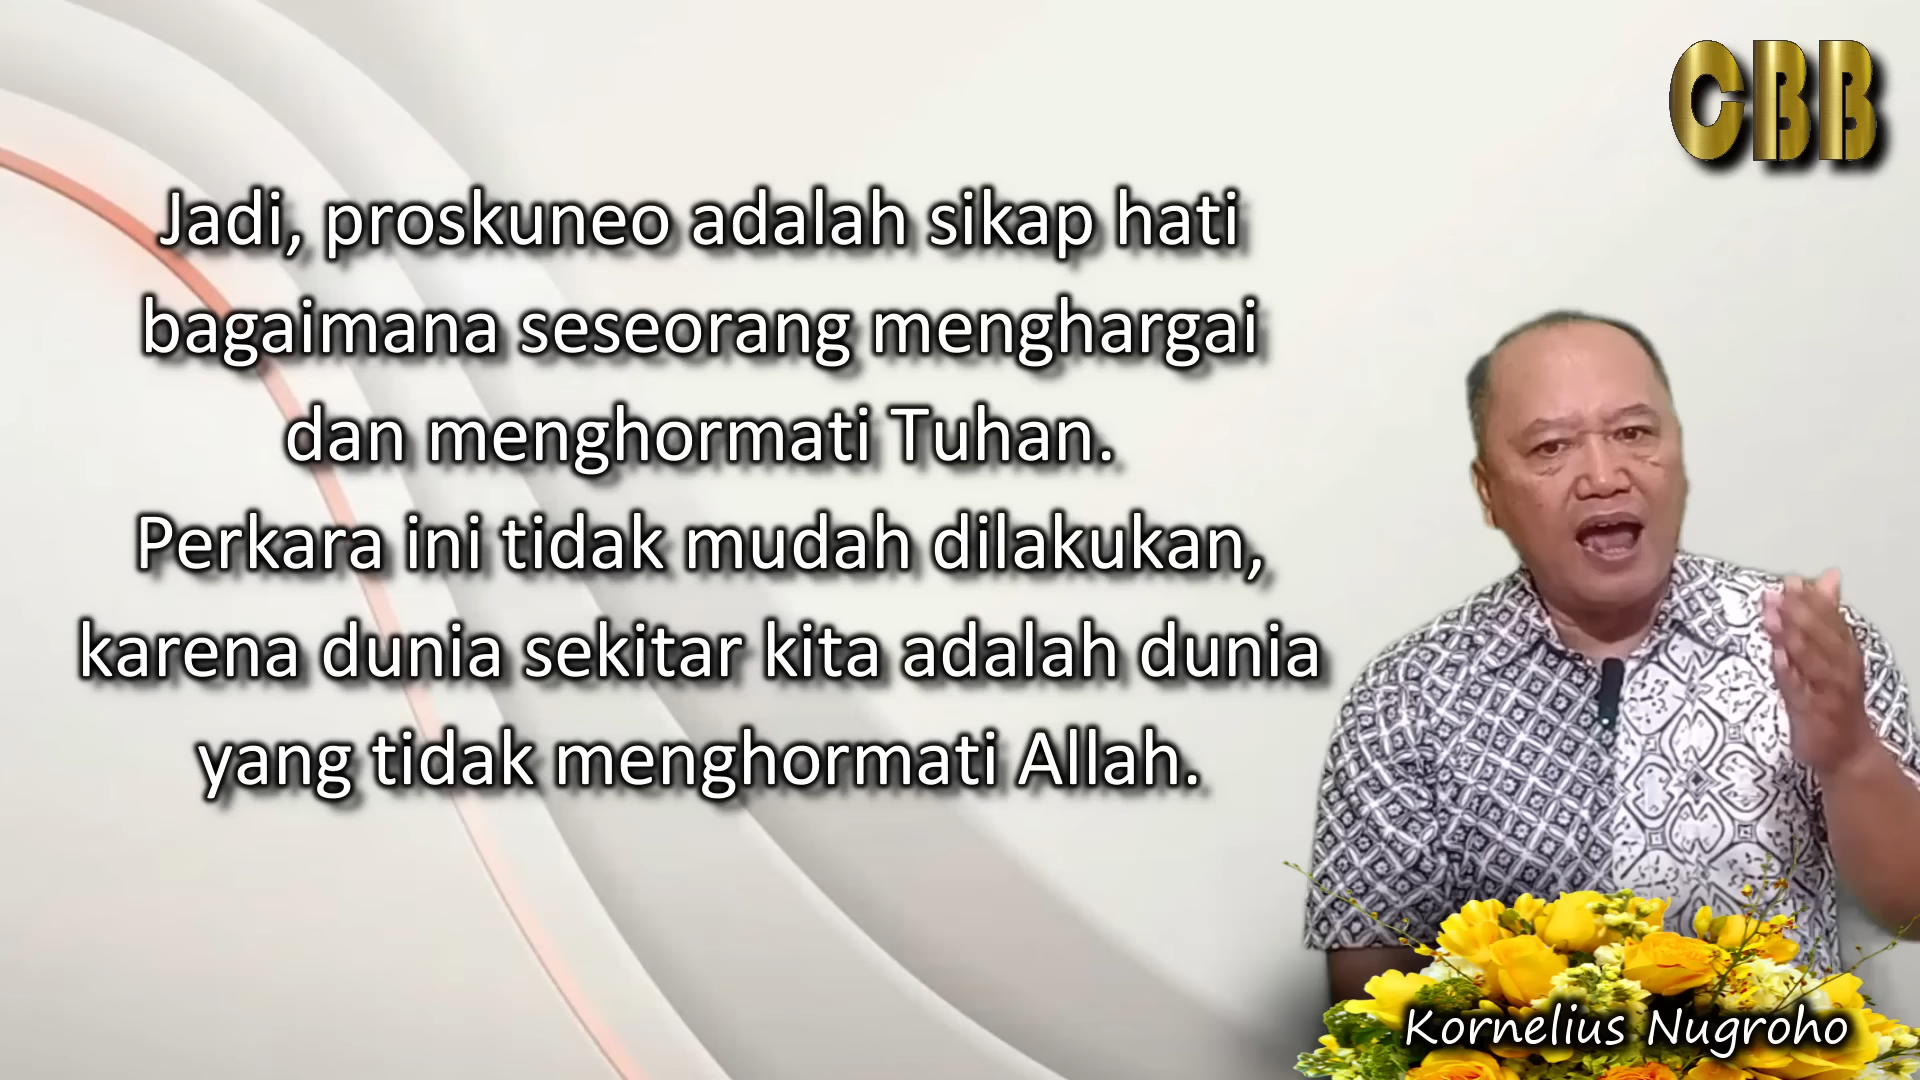 CBB
Jadi, proskuneo adalah sikap hati
bagaimana seseorang menghargai
dan menghormati Tuhan.
Perkara ini tidak mudah dilakukan,
karena dunia sekitar kita adalah dunia
yang tidak menghormati Allah.
Kornelius Nugroho